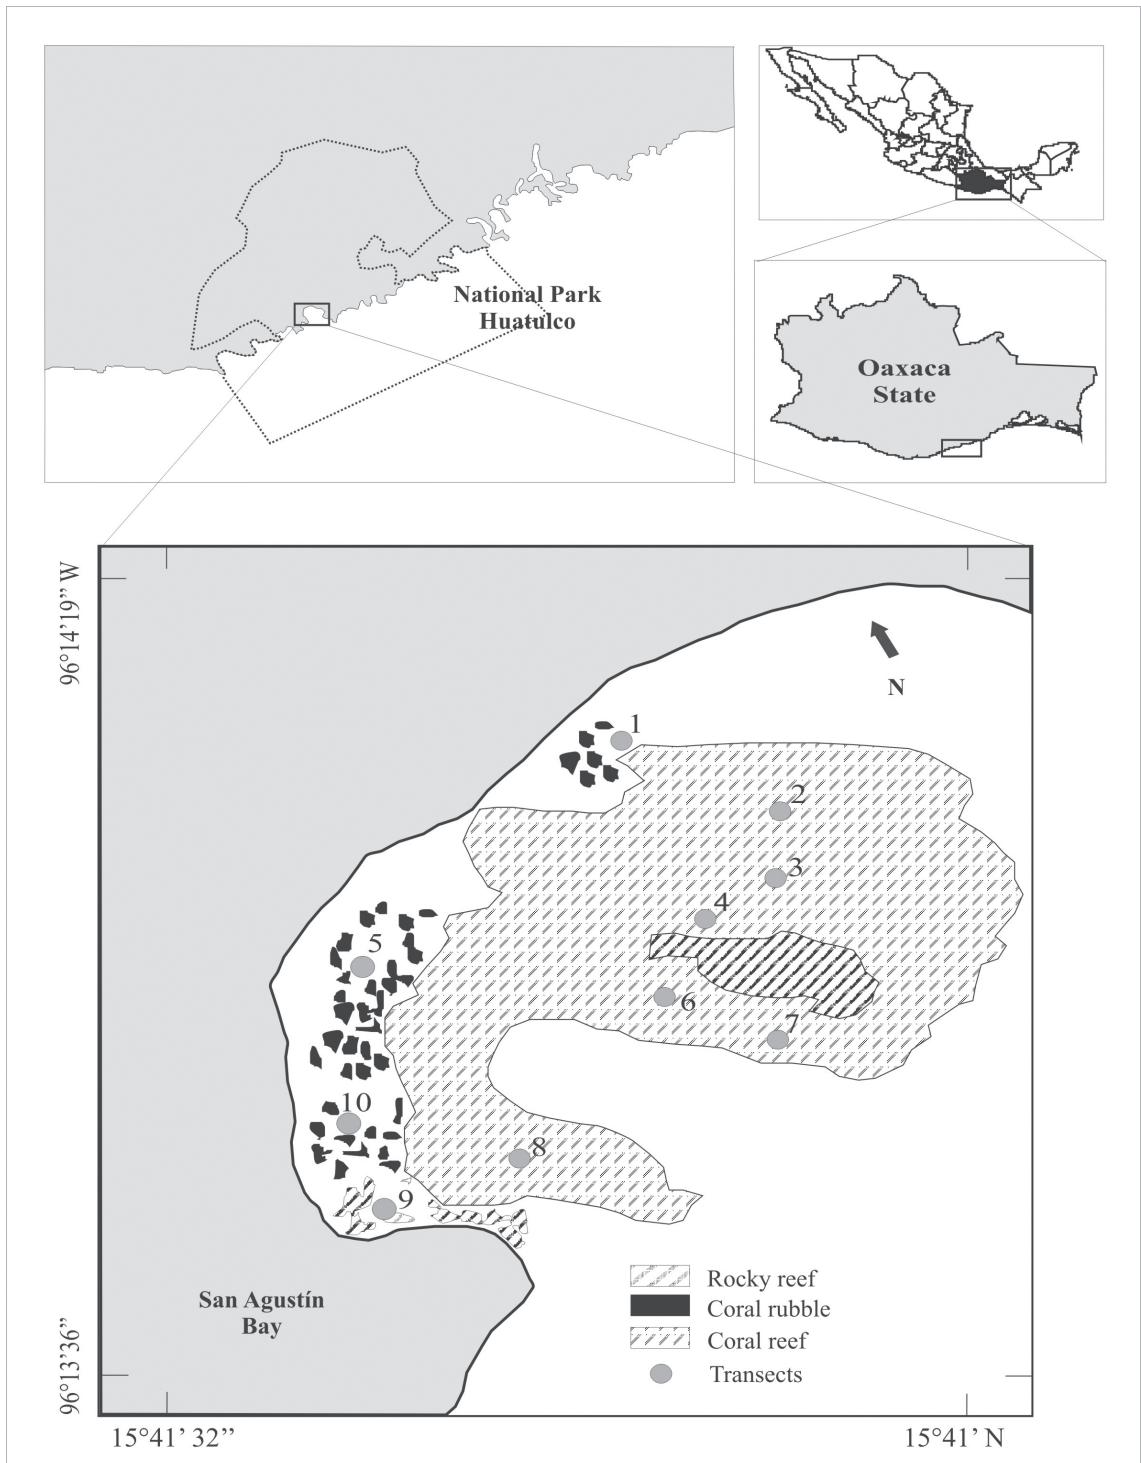 National Park
Huatulco
Oaxaca
State
96°14’19” W
N
1
2
3
4
5
6
7
10
8
9
San Agustín
Bay
Rocky reef
Coral rubble
Coral reef
Transects
96°13’36”
15°41’ 32”
15°41’ N